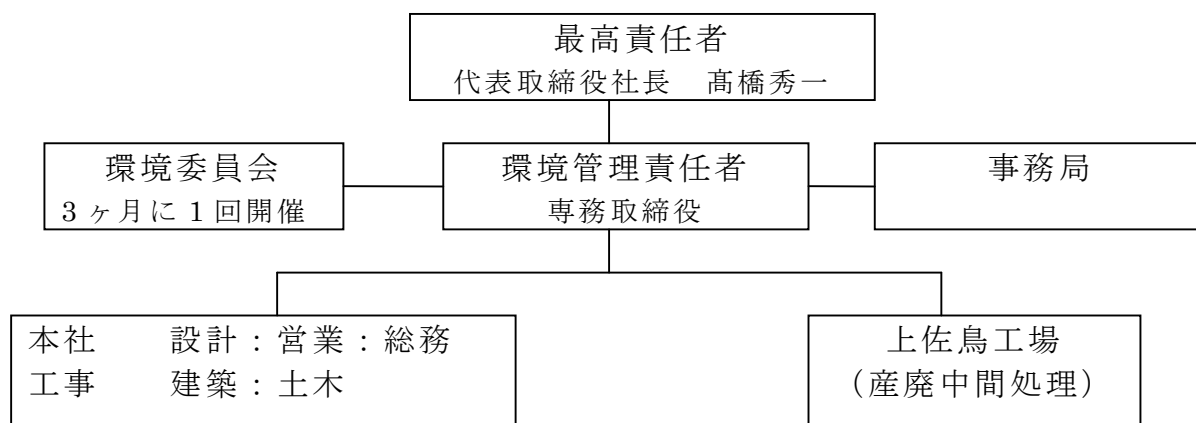 最高責任者
代表取締役社長　髙橋秀一
環境委員会
3ヶ月に1回開催
環境管理責任者
専務取締役
事務局
本社　　設計：営業：総務
工事　　建築：土木
上佐鳥工場
（産廃中間処理）